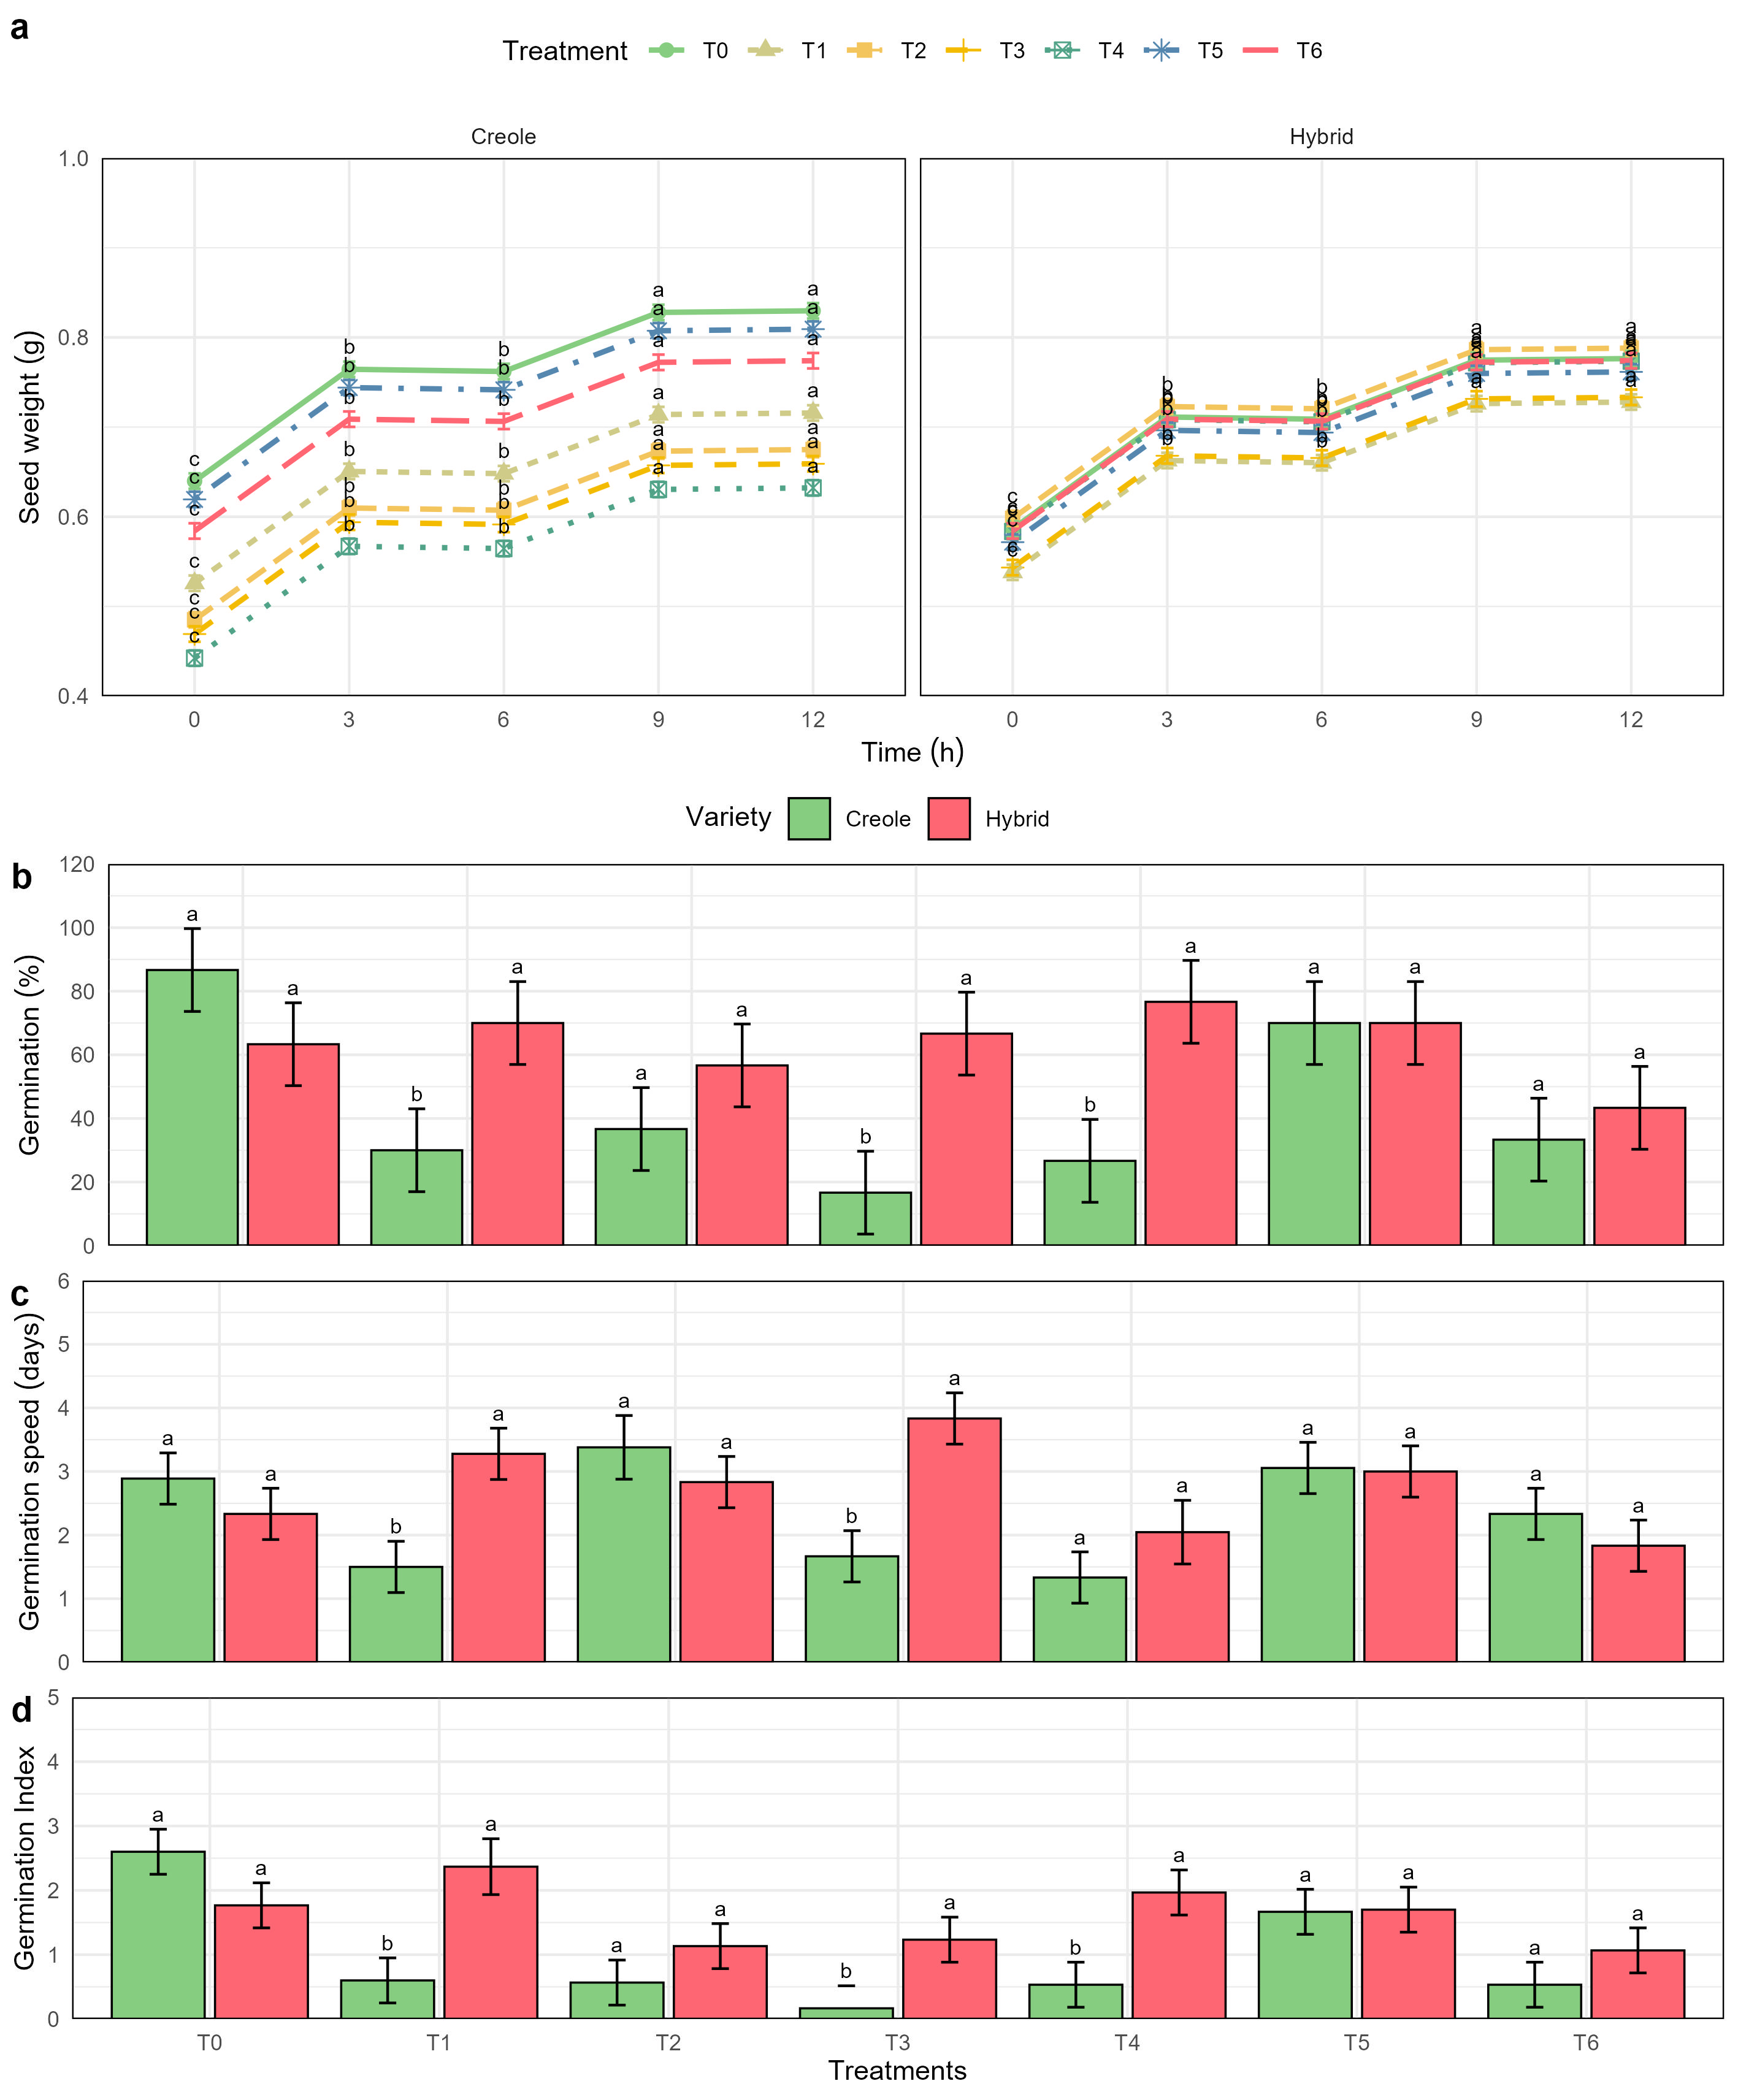 a
Treatment T0 T1 T2 T3 T4 T5 T6
Creole Hybrid
1.0
0.8
0.6
0.4
Seed weight (g)
a a
a a
a a
a a
a a
a a
a a
b b
b b
b b
b b
b b
b b
b b
c
c
c
c
c
c
c
0 3 6 9 12 0 3 6 9 12
Time (h)
Variety Creole Hybrid
b
120
100
80
60
40
20
0
Germination (%)
a a b a a a b a b a a a a a
c
6
5
4
3
2
1
0
Germination speed (days)
a a b a a a b a a a a a a a
d
5
4
3
2
1
0
Germination Index
a a b a a a b a b a a a a a
T0 T1 T2 T3 T4 T5 T6
Treatments